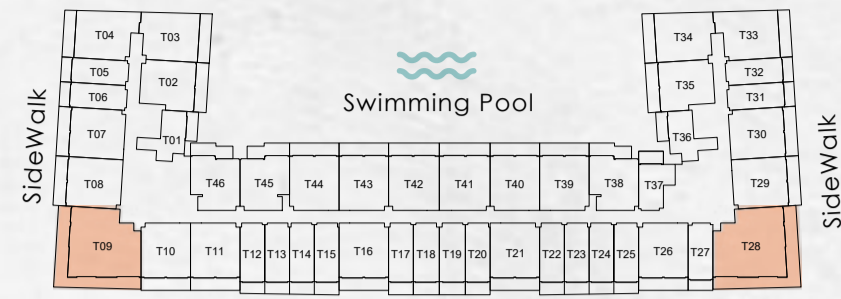 T04 T03 T34 T33
T05 T02 T35 T32
T06 T31
Swimming Pool
SideWalk
SideWalk
T07 T01 T36 T30
T08 T46 T45 T44 T43 T42 T41 T40 T39 T38 T37 T29
T09 T10 T11 T12 T13 T14 T15 T16 T17 T18 T19 T20 T21 T22 T23 T24 T25 T26 T27 T28